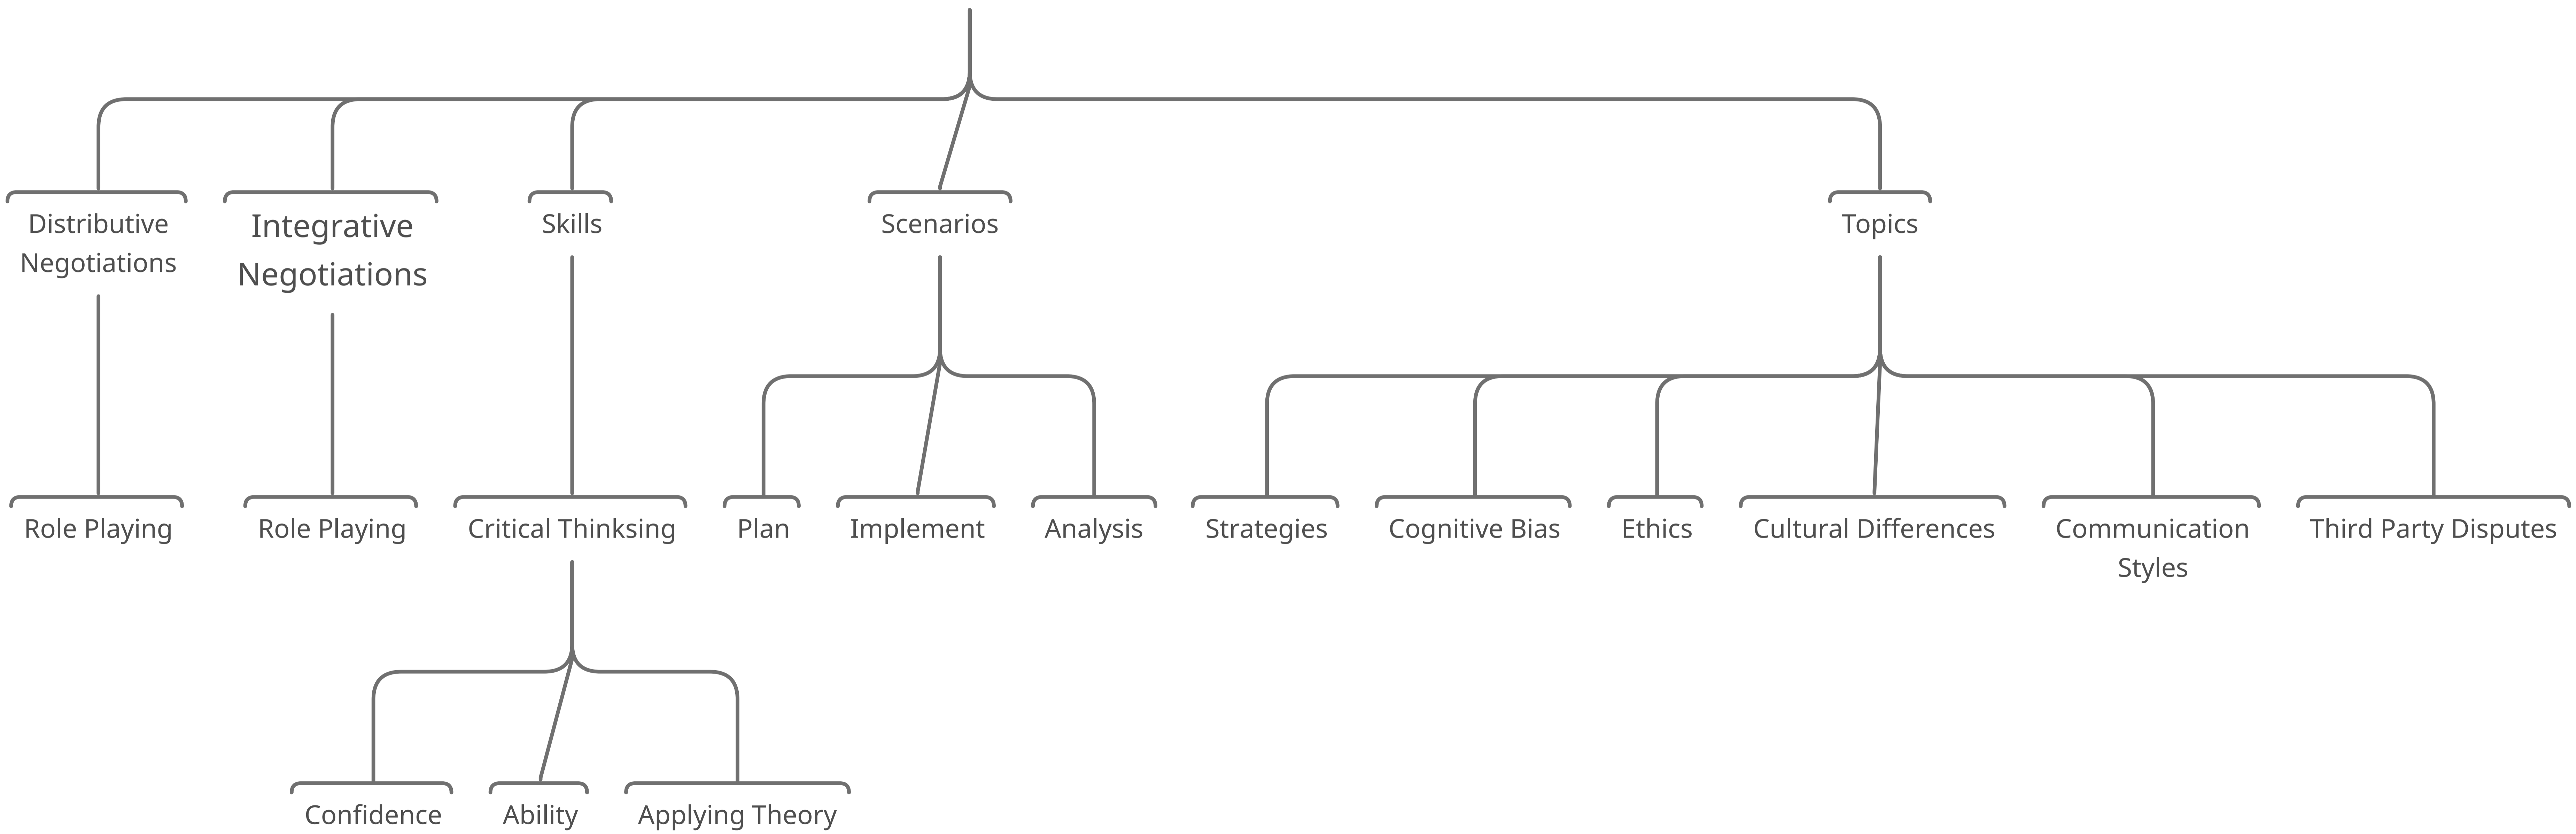 Distributive
Negotiations
Integrative
Negotiations
Skills
Scenarios
Topics
Role Playing
Role Playing
Critical Thinksing
Plan
Implement
Analysis
Strategies
Cognitive Bias
Ethics
Cultural Differences
Communication
Styles
Third Party Disputes
Confidence
Ability
Applying Theory